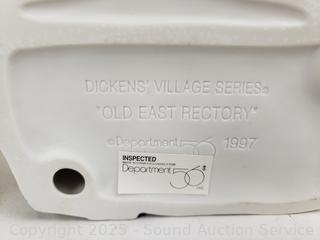 DICKENS' VILLAGE SERIES®
"OLD EAST RECTORY"
©Department 56 1997
INSPECTED
Department 56®
Copyright 2025 - Sound Auction Service